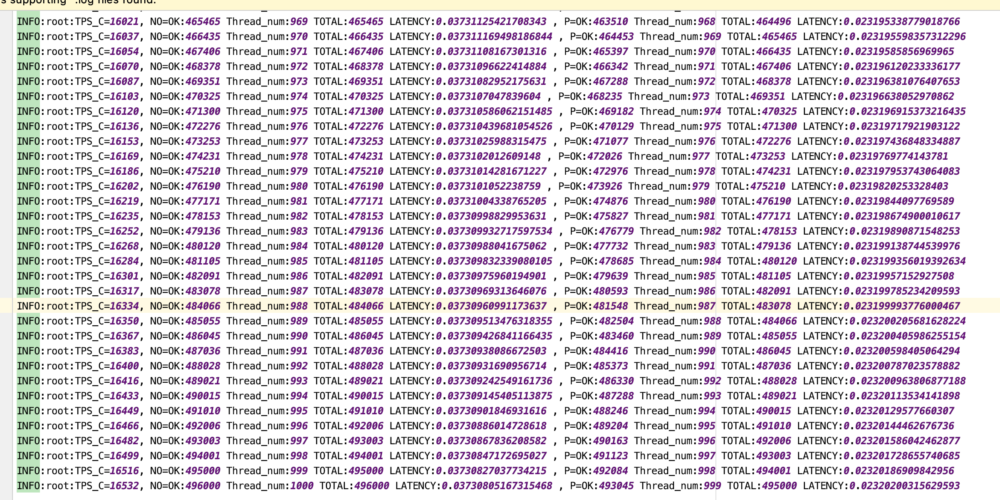 s supporting *.log files found.
INFO:root:TPS_C=16021, NO=OK:465465 Thread_num:969 TOTAL:465465 LATENCY:0.03731125421708343 , P=OK:463510 Thread_num:968 TOTAL:464496 LATENCY:0.023195338779018766
INFO:root:TPS_C=16037, NO=OK:466435 Thread_num:970 TOTAL:466435 LATENCY:0.037311169498186844 , P=OK:464453 Thread_num:969 TOTAL:465465 LATENCY:0.023195598357312296
INFO:root:TPS_C=16054, NO=OK:467406 Thread_num:971 TOTAL:467406 LATENCY:0.03731108167301316 , P=OK:465397 Thread_num:970 TOTAL:466435 LATENCY:0.02319585856969965
INFO:root:TPS_C=16070, NO=OK:468378 Thread_num:972 TOTAL:468378 LATENCY:0.03731096622414884 , P=OK:466342 Thread_num:971 TOTAL:467406 LATENCY:0.023196120233336177
INFO:root:TPS_C=16087, NO=OK:469351 Thread_num:973 TOTAL:469351 LATENCY:0.03731082952175631 , P=OK:467288 Thread_num:972 TOTAL:468378 LATENCY:0.023196381076407653
INFO:root:TPS_C=16103, NO=OK:470325 Thread_num:974 TOTAL:470325 LATENCY:0.0373107047839604 , P=OK:468235 Thread_num:973 TOTAL:469351 LATENCY:0.023196638052970862
INFO:root:TPS_C=16120, NO=OK:471300 Thread_num:975 TOTAL:471300 LATENCY:0.037310586062151485 , P=OK:469182 Thread_num:974 TOTAL:470325 LATENCY:0.023196915373216435
INFO:root:TPS_C=16136, NO=OK:472276 Thread_num:976 TOTAL:472276 LATENCY:0.037310439681054526 , P=OK:470129 Thread_num:975 TOTAL:471300 LATENCY:0.023197179219031​22
INFO:root:TPS_C=16153, NO=OK:473253 Thread_num:977 TOTAL:473253 LATENCY:0.03731025988315475 , P=OK:471077 Thread_num:976 TOTAL:472276 LATENCY:0.023197436848334887
INFO:root:TPS_C=16169, NO=OK:474231 Thread_num:978 TOTAL:474231 LATENCY:0.03731020126​09148 , P=OK:472026 Thread_num:977 TOTAL:473253 LATENCY:0.02319769774143781
INFO:root:TPS_C=16186, NO=OK:475210 Thread_num:979 TOTAL:475210 LATENCY:0.03731014281671227 , P=OK:472976 Thread_num:978 TOTAL:474231 LATENCY:0.023197953743064083
INFO:root:TPS_C=16202, NO=OK:476190 Thread_num:980 TOTAL:476190 LATENCY:0.0373101052238759 , P=OK:473926 Thread_num:979 TOTAL:475210 LATENCY:0.02319820253328403
INFO:root:TPS_C=16219, NO=OK:477171 Thread_num:981 TOTAL:477171 LATENCY:0.03731004338765205 , P=OK:474876 Thread_num:980 TOTAL:476190 LATENCY:0.02319844097769589
INFO:root:TPS_C=16235, NO=OK:478153 Thread_num:982 TOTAL:478153 LATENCY:0.03730998829953631 , P=OK:475827 Thread_num:981 TOTAL:477171 LATENCY:0.023198674900010617
INFO:root:TPS_C=16252, NO=OK:479136 Thread_num:983 TOTAL:479136 LATENCY:0.037309932717597534 , P=OK:476779 Thread_num:982 TOTAL:478153 LATENCY:0.02319890871548253
INFO:root:TPS_C=16268, NO=OK:480120 Thread_num:984 TOTAL:480120 LATENCY:0.03730988041675062 , P=OK:477732 Thread_num:983 TOTAL:479136 LATENCY:0.023199138744539976
INFO:root:TPS_C=16284, NO=OK:481105 Thread_num:985 TOTAL:481105 LATENCY:0.037309832339080105 , P=OK:478685 Thread_num:984 TOTAL:480120 LATENCY:0.023199356019392634
INFO:root:TPS_C=16301, NO=OK:482091 Thread_num:986 TOTAL:482091 LATENCY:0.03730975960194901 , P=OK:479639 Thread_num:985 TOTAL:481105 LATENCY:0.02319957152927508
INFO:root:TPS_C=16317, NO=OK:483078 Thread_num:987 TOTAL:483078 LATENCY:0.03730969313646076 , P=OK:480593 Thread_num:986 TOTAL:482091 LATENCY:0.023199785234209593
INFO:root:TPS_C=16334, NO=OK:484066 Thread_num:988 TOTAL:484066 LATENCY:0.03730960991173637 , P=OK:481548 Thread_num:987 TOTAL:483078 LATENCY:0.023199993776000467
INFO:root:TPS_C=16350, NO=OK:485055 Thread_num:989 TOTAL:485055 LATENCY:0.037309513476318355 , P=OK:482504 Thread_num:988 TOTAL:484066 LATENCY:0.023200205681628224
INFO:root:TPS_C=16367, NO=OK:486045 Thread_num:990 TOTAL:486045 LATENCY:0.037309426841166435 , P=OK:483460 Thread_num:989 TOTAL:485055 LATENCY:0.023200405986255154
INFO:root:TPS_C=16383, NO=OK:487036 Thread_num:991 TOTAL:487036 LATENCY:0.03730938086672503 , P=OK:484416 Thread_num:990 TOTAL:486045 LATENCY:0.023200598405064294
INFO:root:TPS_C=16400, NO=OK:488028 Thread_num:992 TOTAL:488028 LATENCY:0.03730931690956714 , P=OK:485373 Thread_num:991 TOTAL:487036 LATENCY:0.023200787023578882
INFO:root:TPS_C=16416, NO=OK:489021 Thread_num:993 TOTAL:489021 LATENCY:0.037309242549161736 , P=OK:486330 Thread_num:992 TOTAL:488028 LATENCY:0.023200963806877188
INFO:root:TPS_C=16433, NO=OK:490015 Thread_num:994 TOTAL:490015 LATENCY:0.037309145405113875 , P=OK:487288 Thread_num:993 TOTAL:489021 LATENCY:0.02320113534141898
INFO:root:TPS_C=16449, NO=OK:491010 Thread_num:995 TOTAL:491010 LATENCY:0.03730901846931616 , P=OK:488246 Thread_num:994 TOTAL:490015 LATENCY:0.02320129577660307
INFO:root:TPS_C=16466, NO=OK:492006 Thread_num:996 TOTAL:492006 LATENCY:0.03730886014728618 , P=OK:489204 Thread_num:995 TOTAL:491010 LATENCY:0.02320144462676736
INFO:root:TPS_C=16482, NO=OK:493003 Thread_num:997 TOTAL:493003 LATENCY:0.03730867836208582 , P=OK:490163 Thread_num:996 TOTAL:492006 LATENCY:0.023201586042462877
INFO:root:TPS_C=16499, NO=OK:494001 Thread_num:998 TOTAL:494001 LATENCY:0.03730847172695027 , P=OK:491123 Thread_num:997 TOTAL:493003 LATENCY:0.023201728655740685
INFO:root:TPS_C=16516, NO=OK:495000 Thread_num:999 TOTAL:495000 LATENCY:0.03730827037734215 , P=OK:492084 Thread_num:998 TOTAL:494001 LATENCY:0.02320186909842956
INFO:root:TPS_C=16532, NO=OK:496000 Thread_num:1000 TOTAL:496000 LATENCY:0.03730805167315468 , P=OK:493045 Thread_num:999 TOTAL:495000 LATENCY:0.02320200315629593